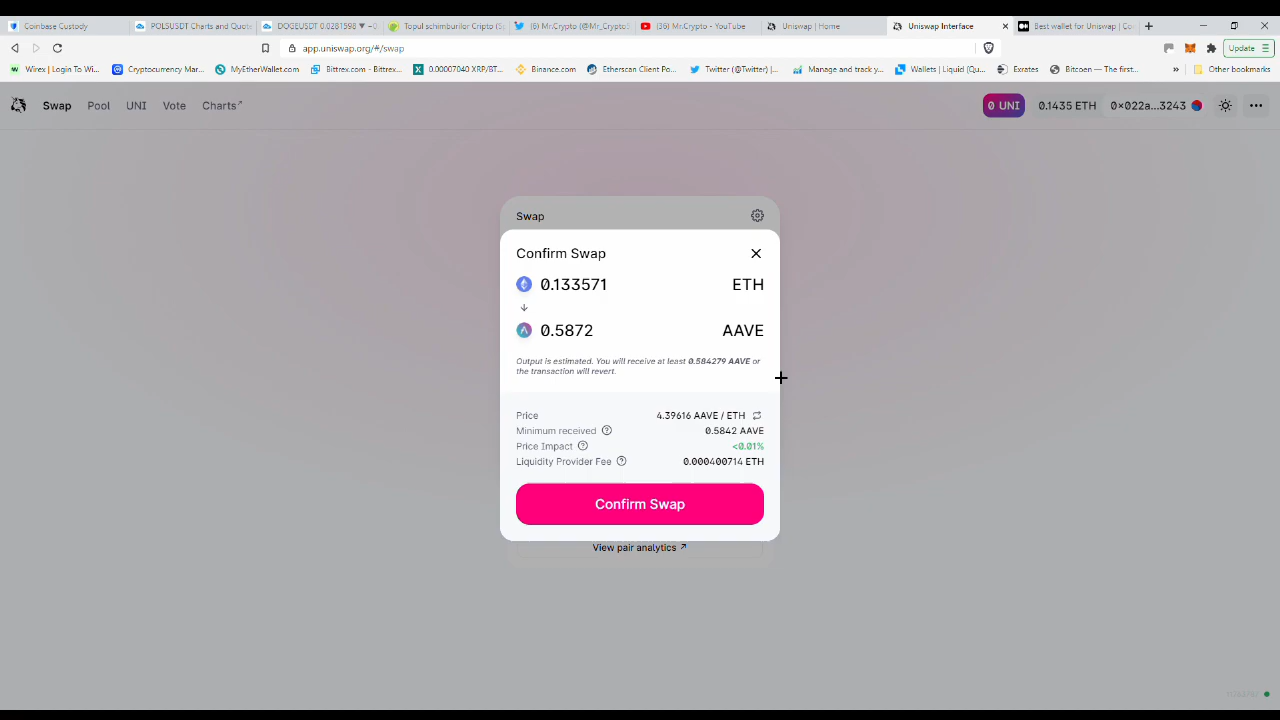 Coinbase Custody
POLSUSDT Charts and Quote
DOGEUSDT 0.0281598 ▼ −0
Topul schimburilor Cripto (S
(6) Mr.Crypto (@Mr_CryptoS
(36) Mr.Crypto - YouTube
Uniswap | Home
Uniswap Interface
Best wallet for Uniswap | Co
app.uniswap.org/#/swap
Update
Wirex | Login To Wi...
Cryptocurrency Mar...
MyEtherWallet.com
Bittrex.com - Bittrex...
0.00007040 XRP/BT...
Binance.com
Etherscan Client Po...
Twitter (@Twitter) |...
Manage and track y...
Wallets | Liquid (Qu...
Exrates
Bitcoen — The first...
»
Other bookmarks
Swap
Pool
UNI
Vote
Charts↗
0 UNI
0.1435 ETH
0×022a...3243
Swap
Confirm Swap
0.133571 ETH
↓
0.5872 AAVE
Output is estimated. You will receive at least 0.584279 AAVE or
the transaction will revert.
Price 4.39616 AAVE / ETH
Minimum received ? 0.5842 AAVE
Price Impact ? <0.01%
Liquidity Provider Fee ? 0.000400714 ETH
Confirm Swap
View pair analytics ↗